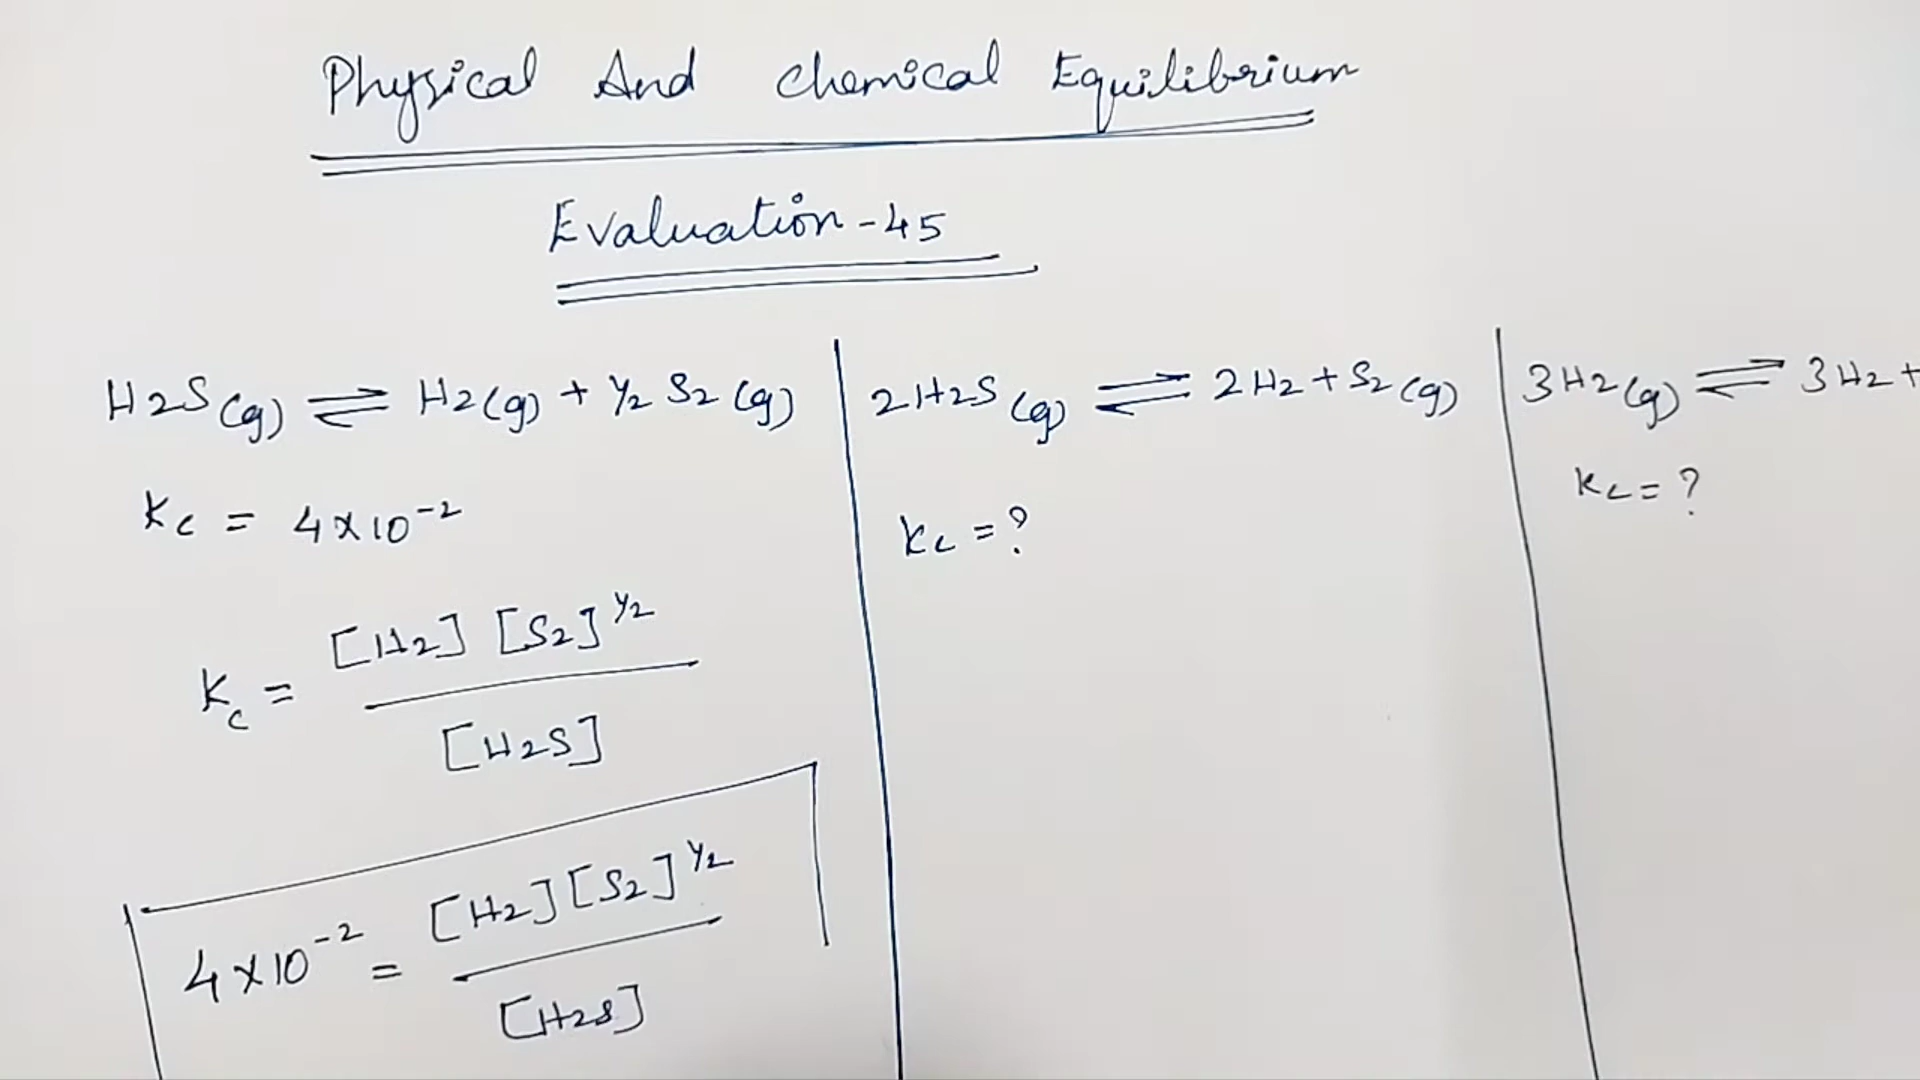 Physical And Chemical Equilibrium
Evaluation-45
H2S(g) ⇌ H2(g) + 1/2 S2(g)
Kc = 4×10^-2
Kc = [H2] [S2]^1/2 / [H2S]
4×10^-2 = [H2][S2]^1/2 / [H2S]
2H2S(g) ⇌ 2H2 + S2(g)
Kc = ?
3H2(g) ⇌ 3H2 +
Kc = ?